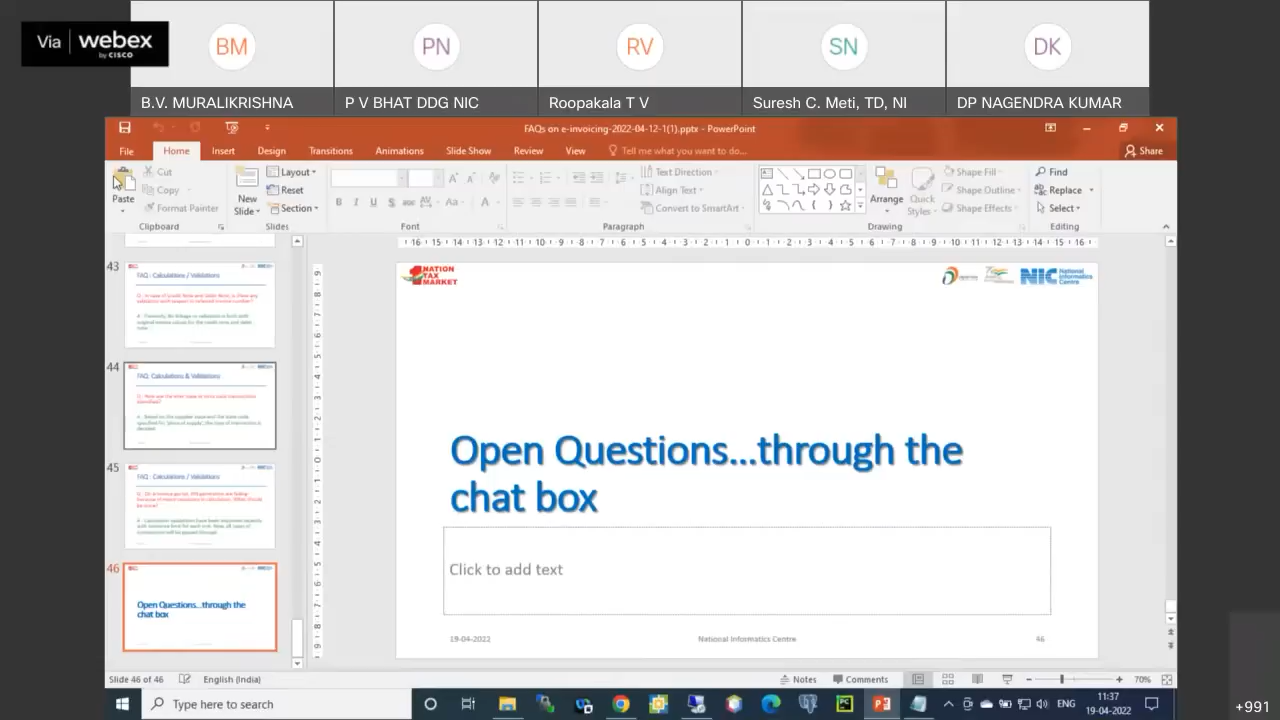 Via webex
by CISCO
BM
PN
RV
SN
DK
B.V. MURALIKRISHNA
P V BHAT DDG NIC
Roopakala T V
Suresh C. Meti, TD, NI
DP NAGENDRA KUMAR
FAQs on e-invoicing-2022-04-12-1(1).pptx - PowerPoint
File Home Insert Design Transitions Animations Slide Show Review View Tell me what you want to do... Share
Paste
Cut
Copy
Format Painter
Clipboard
New Slide
Layout
Reset
Section
Slides
Font
Paragraph
Text Direction
Align Text
Convert to SmartArt
Arrange
Quick Styles
Shape Fill
Shape Outline
Shape Effects
Drawing
Find
Replace
Select
Editing
43
FAQ : Calculations / Validations
44
FAQ: Calculations & Validations
45
FAQ : Calculations / Validations
46
Open Questions...through the
chat box
NATION
TAX
MARKET
NIC National
Informatics
Centre
Open Questions...through the
chat box
Click to add text
19-04-2022
National Informatics Centre
46
Slide 46 of 46
English (India)
Notes
Comments
70%
Type here to search
ENG
11:37
19-04-2022
+991